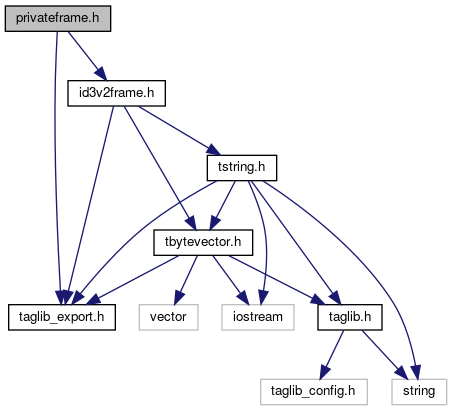 privateframe.h
id3v2frame.h
tstring.h
tbytevector.h
taglib_export.h
vector
iostream
taglib.h
taglib_config.h
string